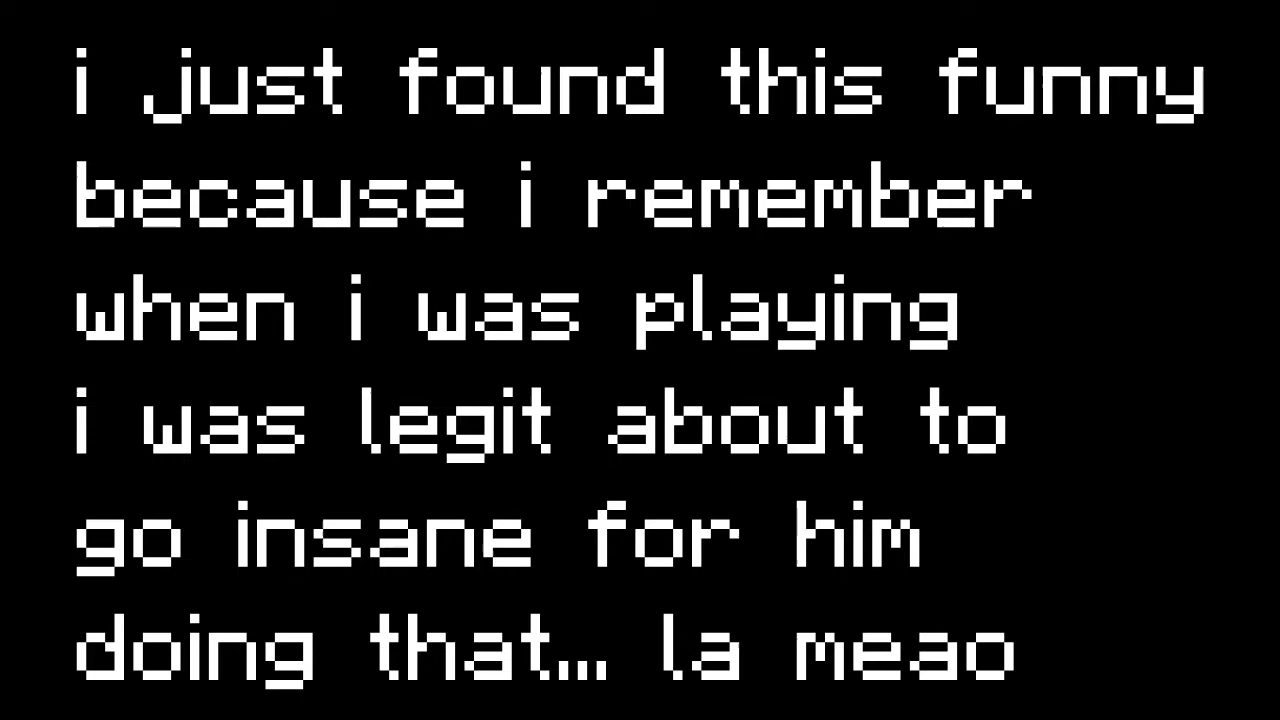 i just found this funny
because i remember
when i was playing
i was legit about to
go insane for him
doing that... la meao